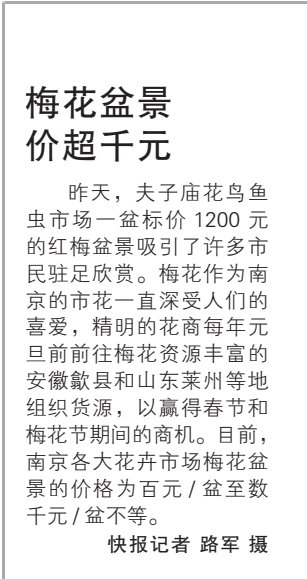 梅花盆景
价超千元
昨天，夫子庙花鸟鱼
虫市场一盆标价 1200 元
的红梅盆景吸引了许多市
民驻足欣赏。梅花作为南
京的市花一直深受人们的
喜爱，精明的花商每年元
旦前前往梅花资源丰富的
安徽歙县和山东莱州等地
组织货源，以赢得春节和
梅花节期间的商机。目前，
南京各大花卉市场梅花盆
景的价格为百元 / 盆至数
千元 / 盆不等。
快报记者 路军 摄